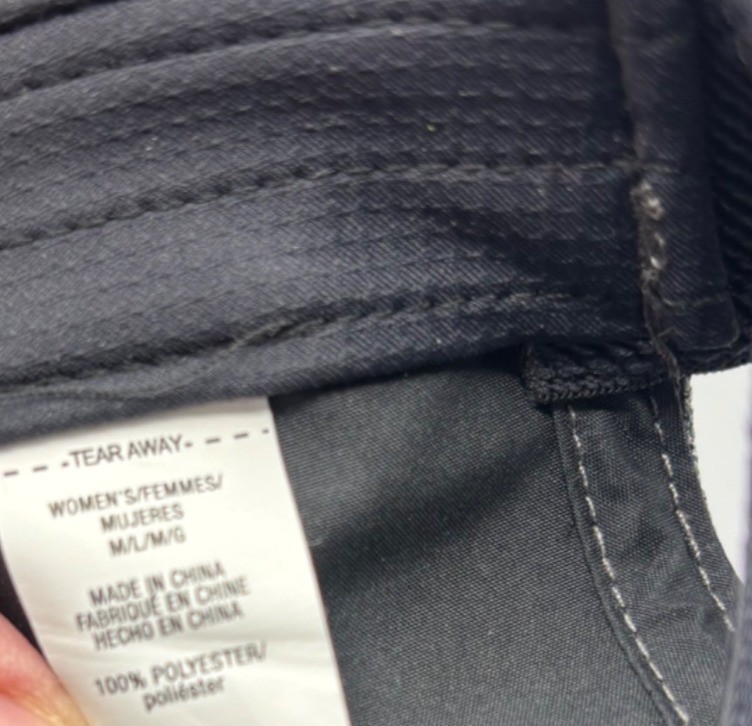 - - -TEAR AWAY- - - -
WOMEN'S/FEMMES/
MUJERES
M/L/M/G
MADE IN CHINA
FABRIQUÉ EN CHINE
HECHO EN CHINA
100% POLYESTER/
poliéster